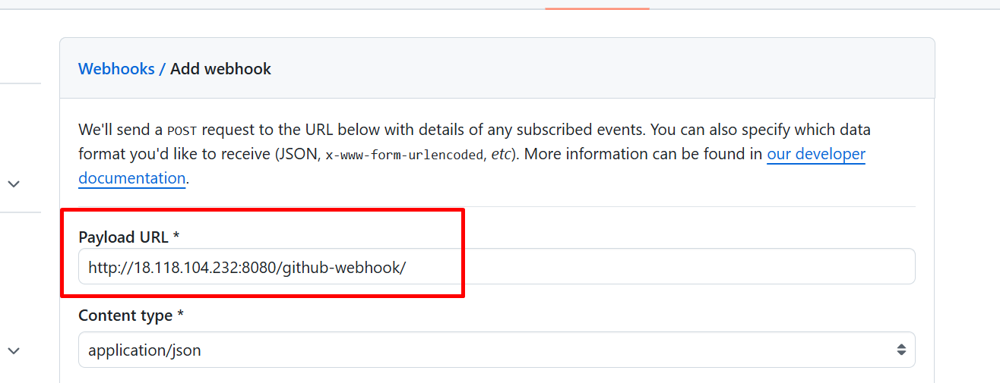 Webhooks / Add webhook
We'll send a POST request to the URL below with details of any subscribed events. You can also specify which data
format you'd like to receive (JSON, x-www-form-urlencoded, etc). More information can be found in our developer
documentation.
Payload URL *
http://18.118.104.232:8080/github-webhook/
Content type *
application/json